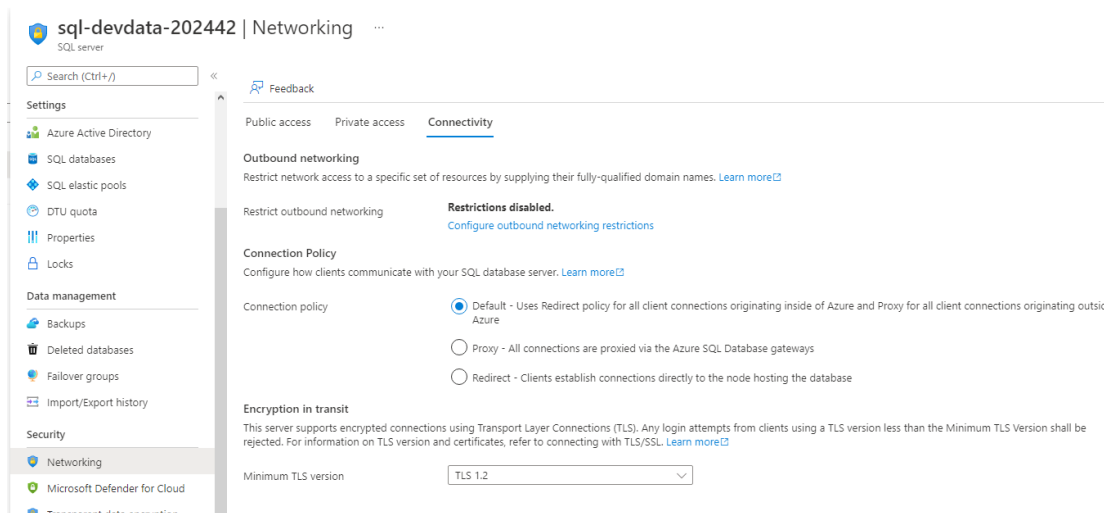 sql-devdata-202442 | Networking ...
SQL server
Search (Ctrl+/)
«
Settings
Azure Active Directory
SQL databases
SQL elastic pools
DTU quota
Properties
Locks
Data management
Backups
Deleted databases
Failover groups
Import/Export history
Security
Networking
Microsoft Defender for Cloud
Transparent data encryption
Feedback
Public access
Private access
Connectivity
Outbound networking
Restrict network access to a specific set of resources by supplying their fully-qualified domain names. Learn more
Restrict outbound networking
Restrictions disabled.
Configure outbound networking restrictions
Connection Policy
Configure how clients communicate with your SQL database server. Learn more
Connection policy
Default - Uses Redirect policy for all client connections originating inside of Azure and Proxy for all client connections originating
Azure
Proxy - All connections are proxied via the Azure SQL Database gateways
Redirect - Clients establish connections directly to the node hosting the database
Encryption in transit
This server supports encrypted connections using Transport Layer Connections (TLS). Any login attempts from clients using a TLS version less than the Minimum TLS Version shall be
rejected. For information on TLS version and certificates, refer to connecting with TLS/SSL. Learn more
Minimum TLS version
TLS 1.2